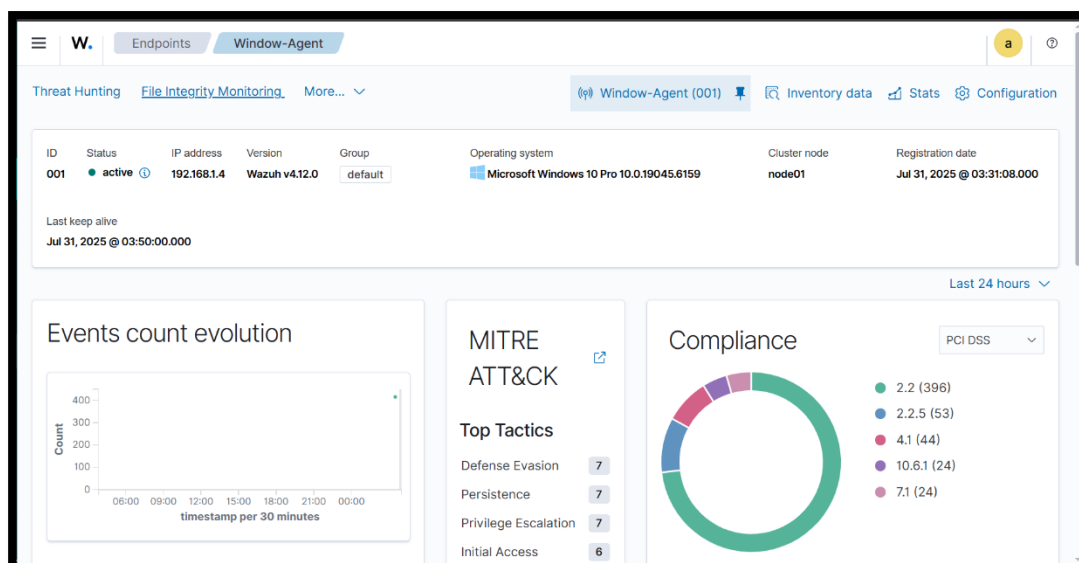 W. Endpoints Window-Agent a
Threat Hunting File Integrity Monitoring More... Window-Agent (001) Inventory data Stats Configuration
ID Status IP address Version Group Operating system Cluster node Registration date
001 active 192.168.1.4 Wazuh v4.12.0 default Microsoft Windows 10 Pro 10.0.19045.6159 node01 Jul 31, 2025 @ 03:31:08.000
Last keep alive
Jul 31, 2025 @ 03:50:00.000
Last 24 hours
Events count evolution
400
300
200
100
0
Count
06:00 09:00 12:00 15:00 18:00 21:00 00:00
timestamp per 30 minutes
MITRE
ATT&CK
Top Tactics
Defense Evasion 7
Persistence 7
Privilege Escalation 7
Initial Access 6
Compliance PCI DSS
2.2 (396)
2.2.5 (53)
4.1 (44)
10.6.1 (24)
7.1 (24)